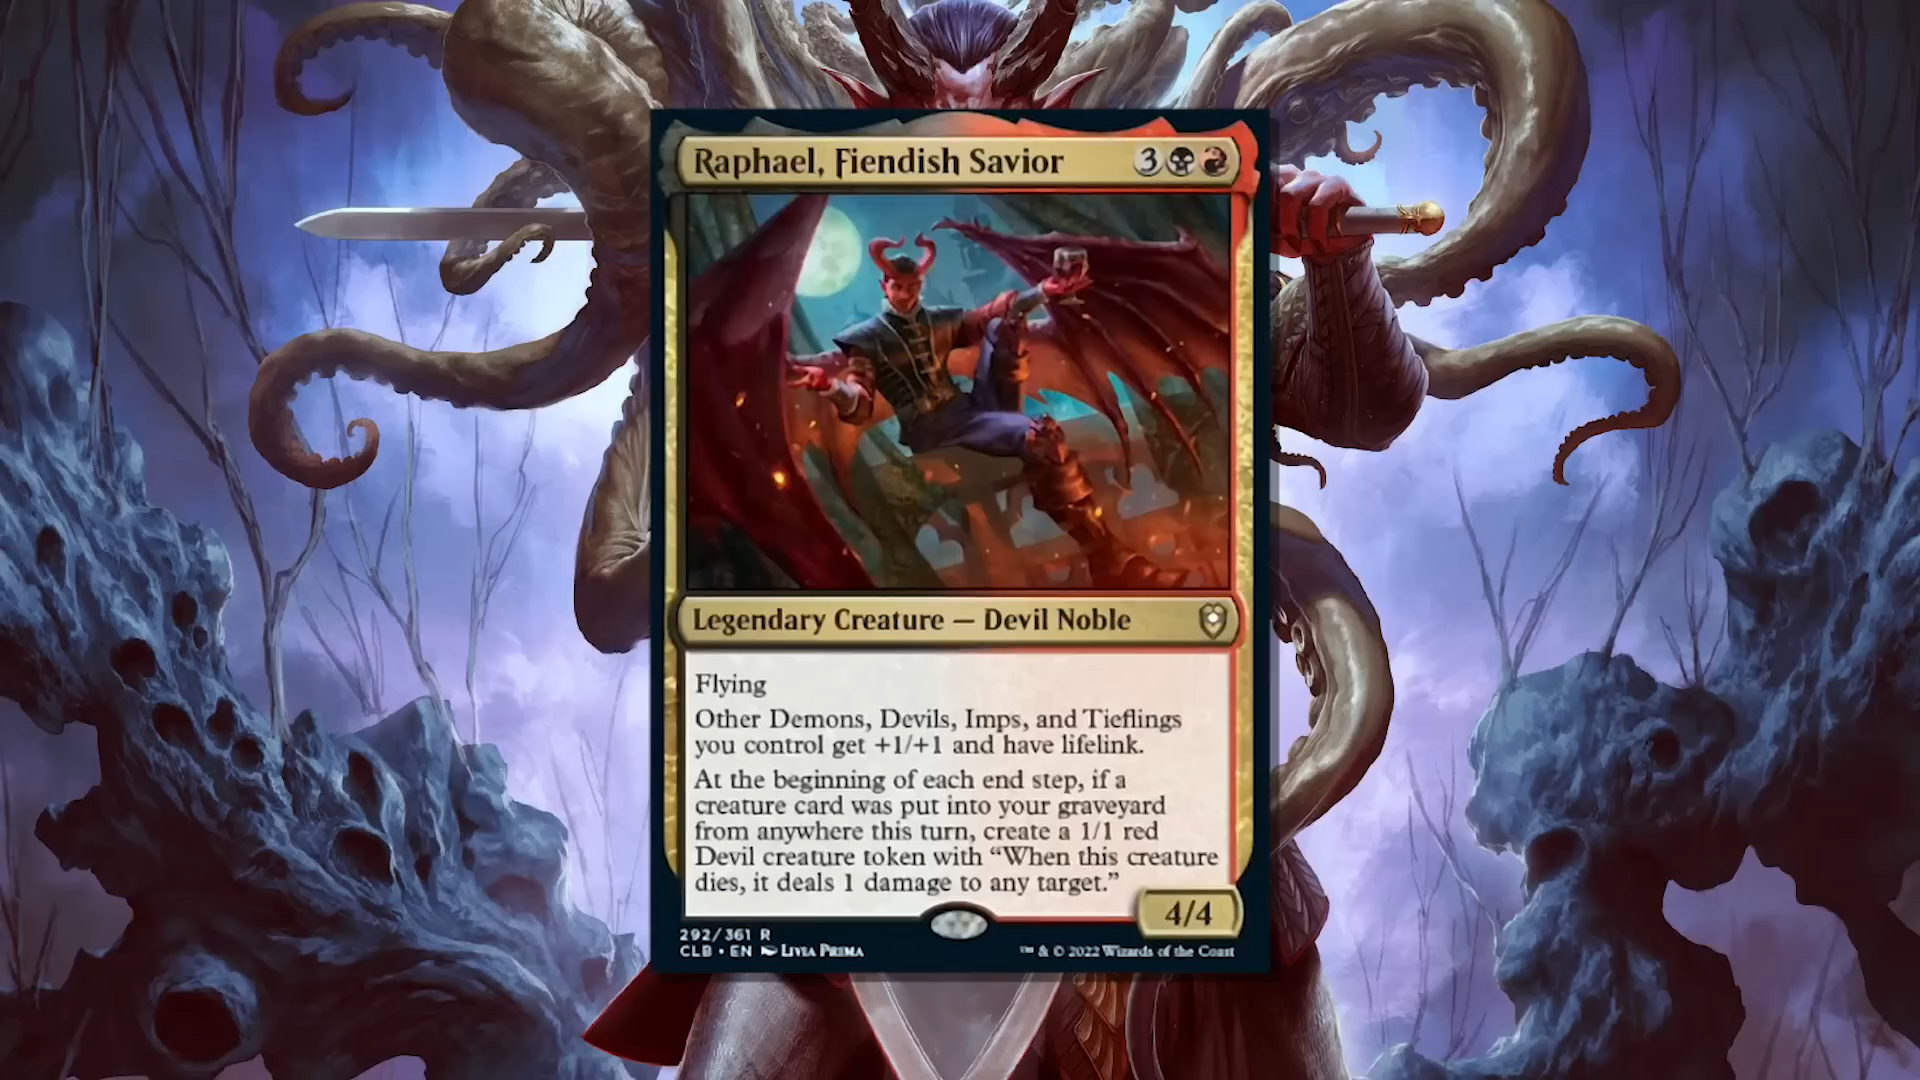 Raphael, Fiendish Savior 3
Legendary Creature — Devil Noble
Flying
Other Demons, Devils, Imps, and Tieflings
you control get +1/+1 and have lifelink.
At the beginning of each end step, if a
creature card was put into your graveyard
from anywhere this turn, create a 1/1 red
Devil creature token with “When this creature
dies, it deals 1 damage to any target.”
4/4
292/361 R
CLB • EN Livia Prima
™ & © 2022 Wizards of the Coast